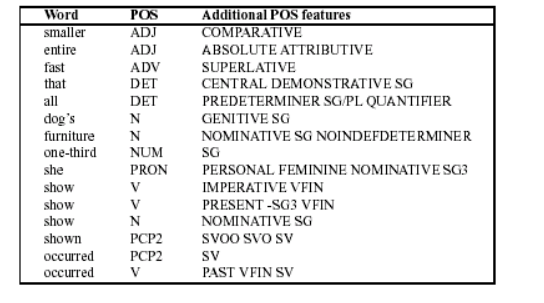 Word POS Additional POS features
smaller ADJ COMPARATIVE
entire ADJ ABSOLUTE ATTRIBUTIVE
fast ADV SUPERLATIVE
that DET CENTRAL DEMONSTRATIVE SG
all DET PREDETERMINER SG/PL QUANTIFIER
dog's N GENITIVE SG
furniture N NOMINATIVE SG NOINDEFDETERMINER
one-third NUM SG
she PRON PERSONAL FEMININE NOMINATIVE SG3
show V IMPERATIVE VFIN
show V PRESENT -SG3 VFIN
show N NOMINATIVE SG
shown PCP2 SVOO SVO SV
occurred PCP2 SV
occurred V PAST VFIN SV